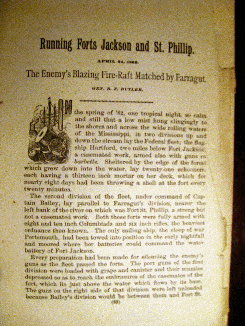 Running Forts Jackson and St. Phillip.
APRIL 24, 1862.
The Enemy's Blazing Fire-Raft Matched by Farragut.
GEN. B. F. BUTLER.
the spring of '62, one tropical night, so calm
and still that a low mist hung clingingly to
the shores and across the wide rolling waters
of the Mississippi, in two divisions up and
down the stream lay the Federal fleet, the flag-
ship Hartford, two miles below Fort Jackson,
a casemated work, armed also with guns en
barbette. Sheltered by the edge of the forest
which grew down into the water, lay twenty-one schooners,
each having a thirteen inch mortar on her deck, which for
nearly eight days had been throwing a shell at the fort every
twenty minutes.
The second division of the fleet, under command of Cap-
tain Bailey, lay parallel to Farragut's division, nearer the
left bank of the river on which was Fort St. Phillip, a strong but
not a casemated work. Both these forts were fully armed with
eight and ten inch Columbiads and six inch rifles, the heaviest
ordnance then known. The only sailing ship, the sloop of war
Portsmouth, had been towed into position in the early nightfall
and moored where her batteries could command the water
battery of Fort Jackson.
Every preparation had been made for silencing the enemy's
guns as the fleet passed the forts. The port guns of the first
division were loaded with grape and canister and their muzzles
depressed so as to reach the embrasures of the casemates of the
fort, which lie just above the water which flows by its base.
The guns on the right side of that division were left unloaded
because Bailey's division would be between them and Fort St.